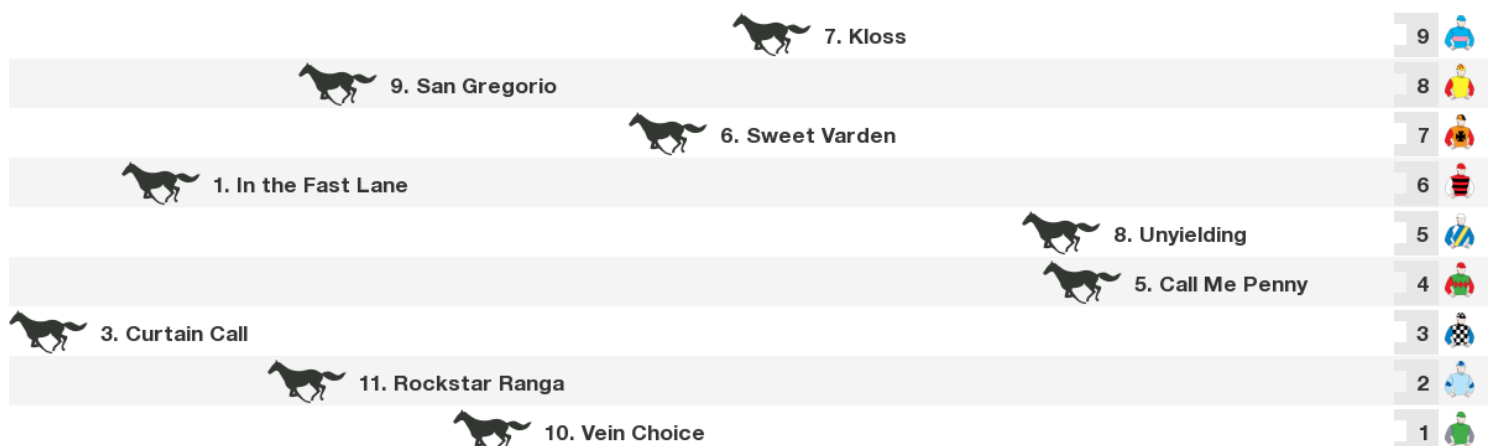 7. Kloss 9
9. San Gregorio 8
6. Sweet Varden 7
1. In the Fast Lane 6
8. Unyielding 5
5. Call Me Penny 4
3. Curtain Call 3
11. Rockstar Ranga 2
10. Vein Choice 1